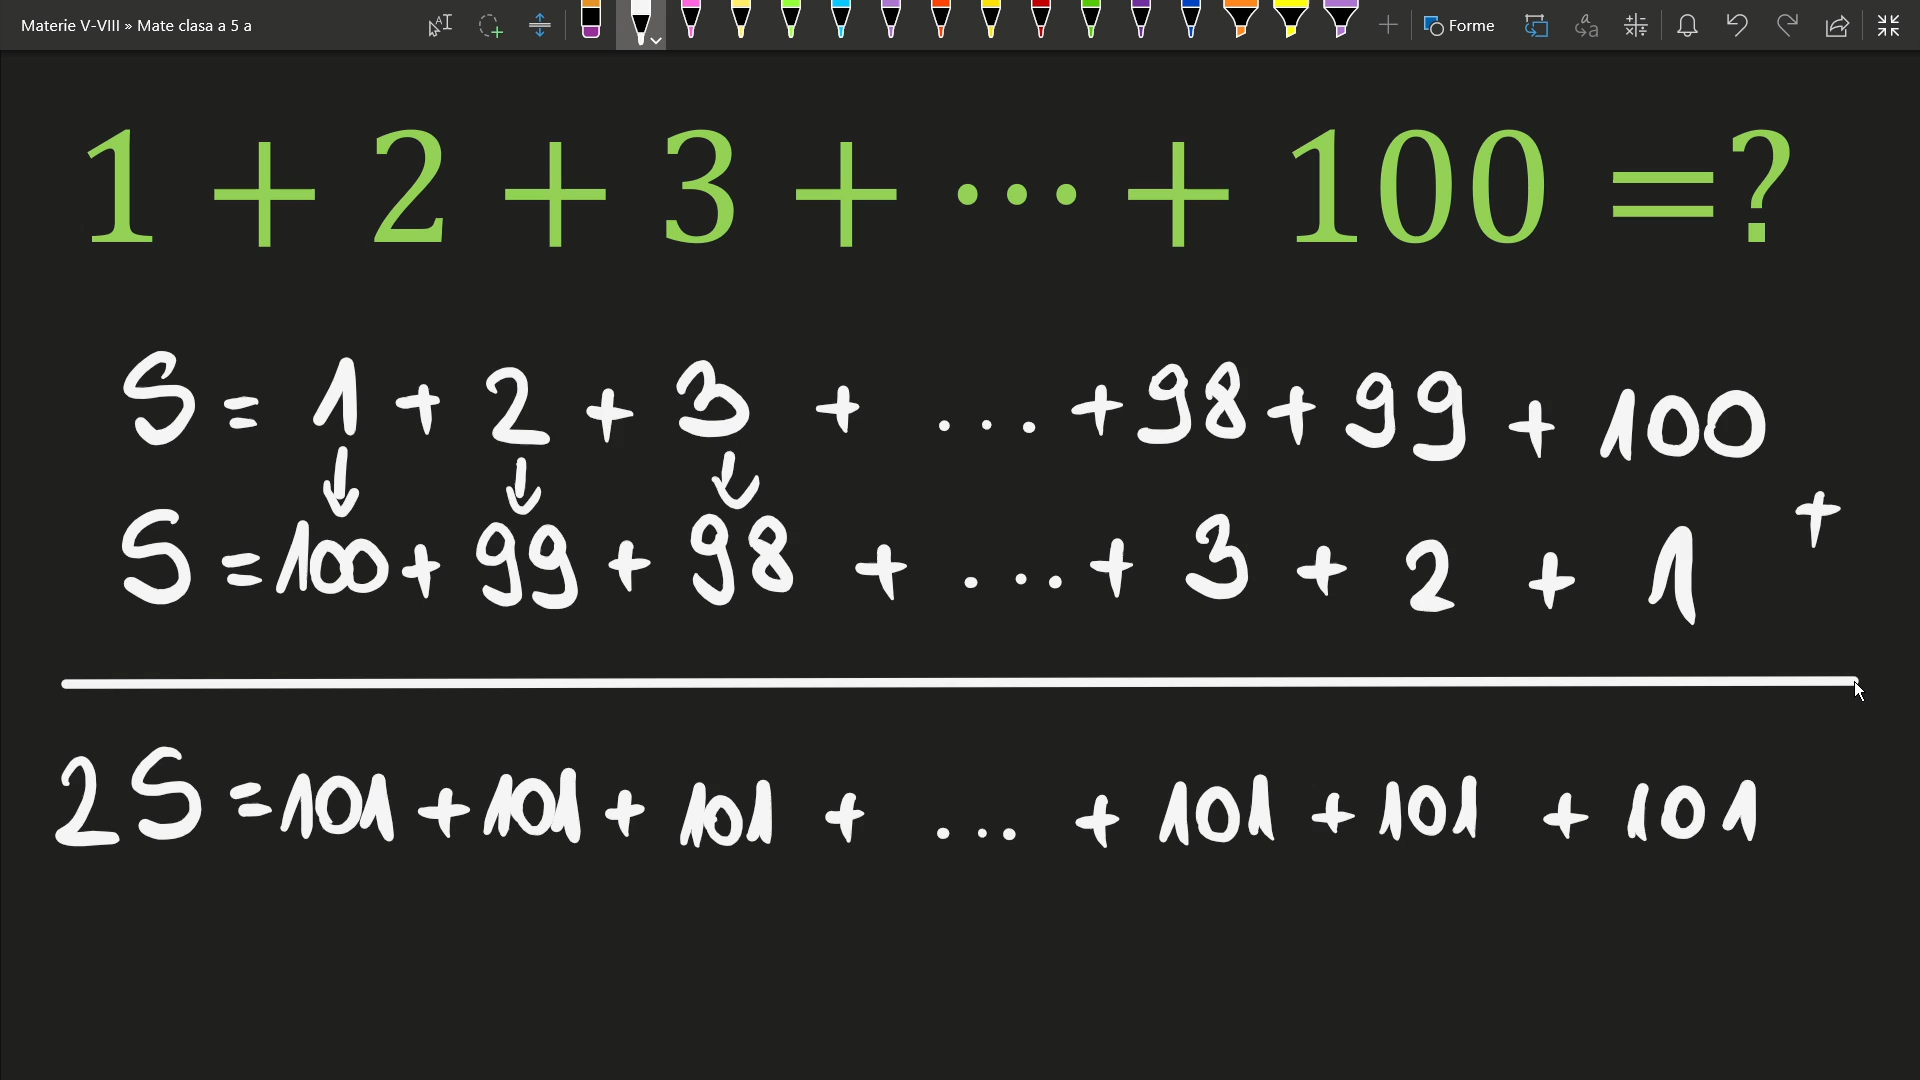 Materie V-VIII » Mate clasa a 5 a
Forme
1 + 2 + 3 + ⋯ + 100 =?
S = 1 + 2 + 3 + ... + 98 + 99 + 100
+
S = 100 + 99 + 98 + ... + 3 + 2 + 1
2S = 101 + 101 + 101 + ... + 101 + 101 + 101